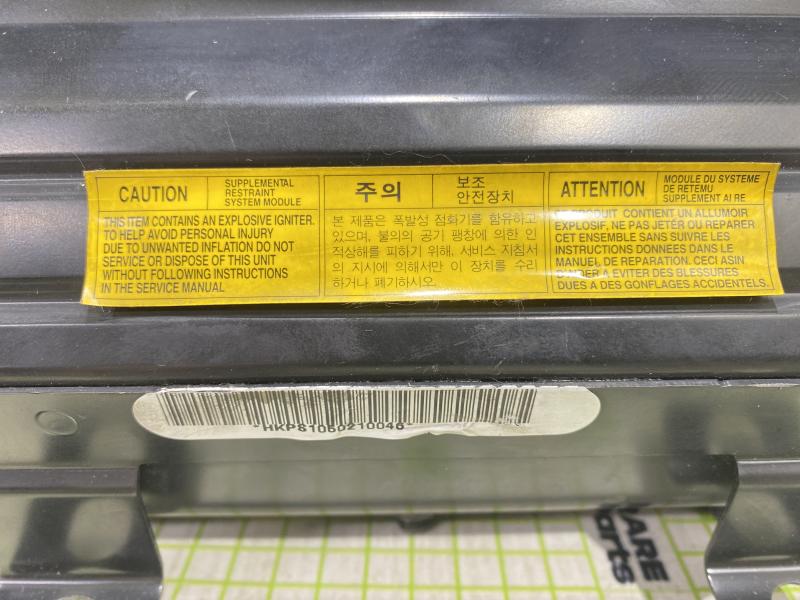 CAUTION
SUPPLEMENTAL
RESTRAINT
SYSTEM MODULE
THIS ITEM CONTAINS AN EXPLOSIVE IGNITER.
TO HELP AVOID PERSONAL INJURY
DUE TO UNWANTED INFLATION DO NOT
SERVICE OR DISPOSE OF THIS UNIT
WITHOUT FOLLOWING INSTRUCTIONS
IN THE SERVICE MANUAL
주의
보조
안전장치
본 제품은 폭발성 점화기를 함유하고
있으며, 불의의 공기 팽창에 의한 인
적상해를 피하기 위해, 서비스 지침서
의 지시에 의해서만 이 장치를 수리
하거나 폐기하시오.
ATTENTION
MODULE DU SYSTEME
DE RETEMU
SUPPLEMENT AI RE
PRODUIT CONTIENT UN ALLUMOIR
EXPLOSIF, NE PAS JETER OU REPARER
CET ENSEMBLE SANS SUIVRE LES
INSTRUCTIONS DONNEES DAN LE
MANUEL DE REPARATION. CECI ASIN
A EVITER DES BLESSURES
DUES A DES GONFLAGES ACCIDENTELS.
*HKPS1050210046*